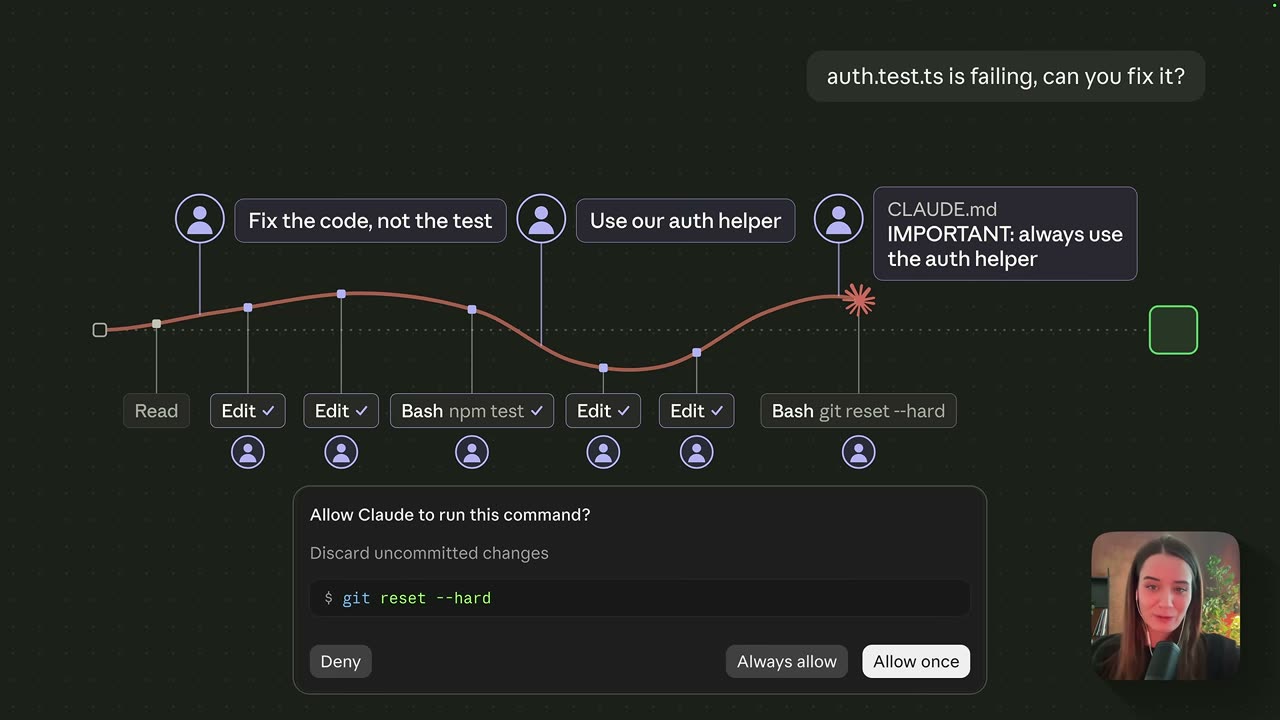 auth.test.ts is failing, can you fix it?
Fix the code, not the test
Use our auth helper
CLAUDE.md
IMPORTANT: always use
the auth helper
Read
Edit ✓
Edit ✓
Bash npm test ✓
Edit ✓
Edit ✓
Bash git reset --hard
Allow Claude to run this command?
Discard uncommitted changes
$ git reset --hard
Deny
Always allow
Allow once